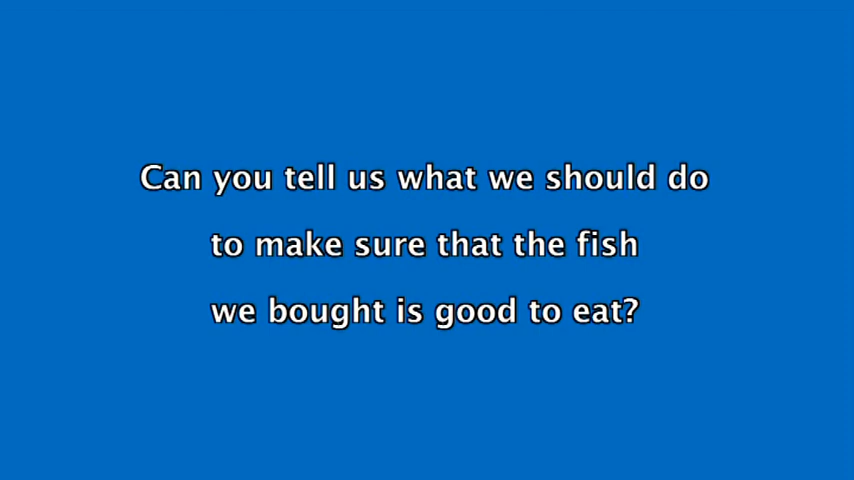 Can you tell us what we should do
to make sure that the fish
we bought is good to eat?